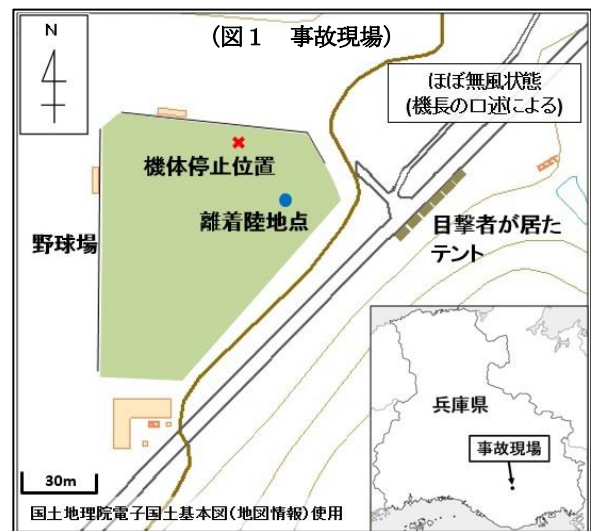 (図1　事故現場)
N
ほぼ無風状態
(機長の口述による)
機体停止位置
離着陸地点
野球場
目撃者が居た
テント
兵庫県
事故現場
30m
国土地理院電子国土基本図(地図情報)使用